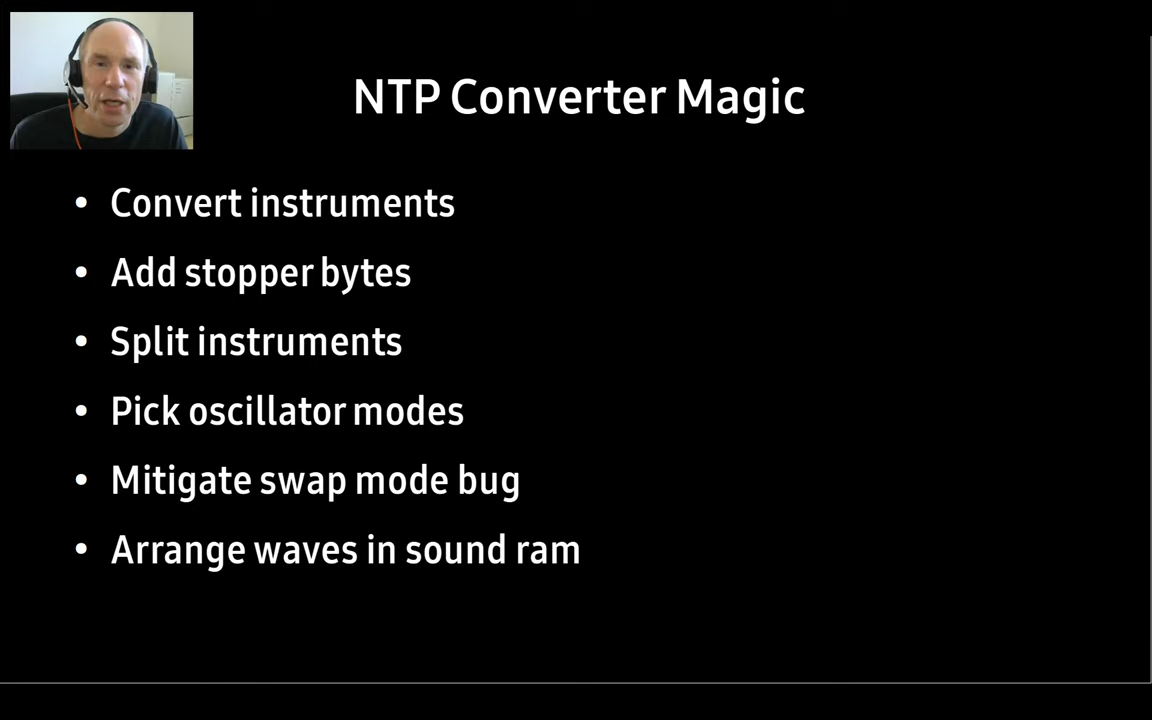 NTP Converter Magic
• Convert instruments
• Add stopper bytes
• Split instruments
• Pick oscillator modes
• Mitigate swap mode bug
• Arrange waves in sound ram